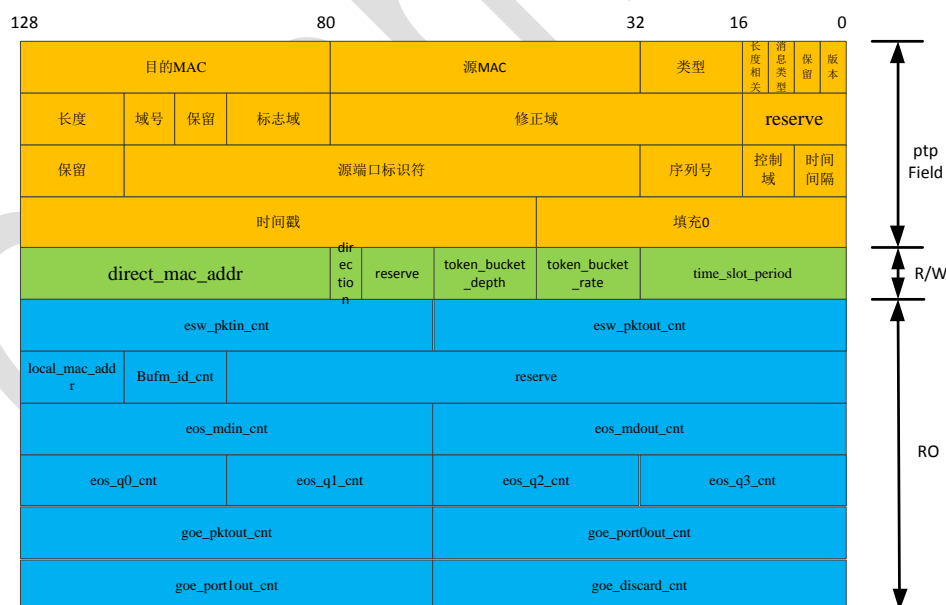 128 80 32 16 0
目的MAC 源MAC 类型 长度相关 消息类型 保留 版本
长度 域号 保留 标志域 修正域 reserve
保留 源端口标识符 序列号 控制域 时间间隔
ptp
Field
时间戳 填充0
direct_mac_addr direction reserve token_bucket_depth token_bucket_rate time_slot_period R/W
esw_pktin_cnt esw_pktout_cnt
local_mac_addr Bufm_id_cnt reserve
eos_mdin_cnt eos_mdout_cnt
RO
eos_q0_cnt eos_q1_cnt eos_q2_cnt eos_q3_cnt
goe_pktout_cnt goe_port0out_cnt
goe_port1out_cnt goe_discard_cnt